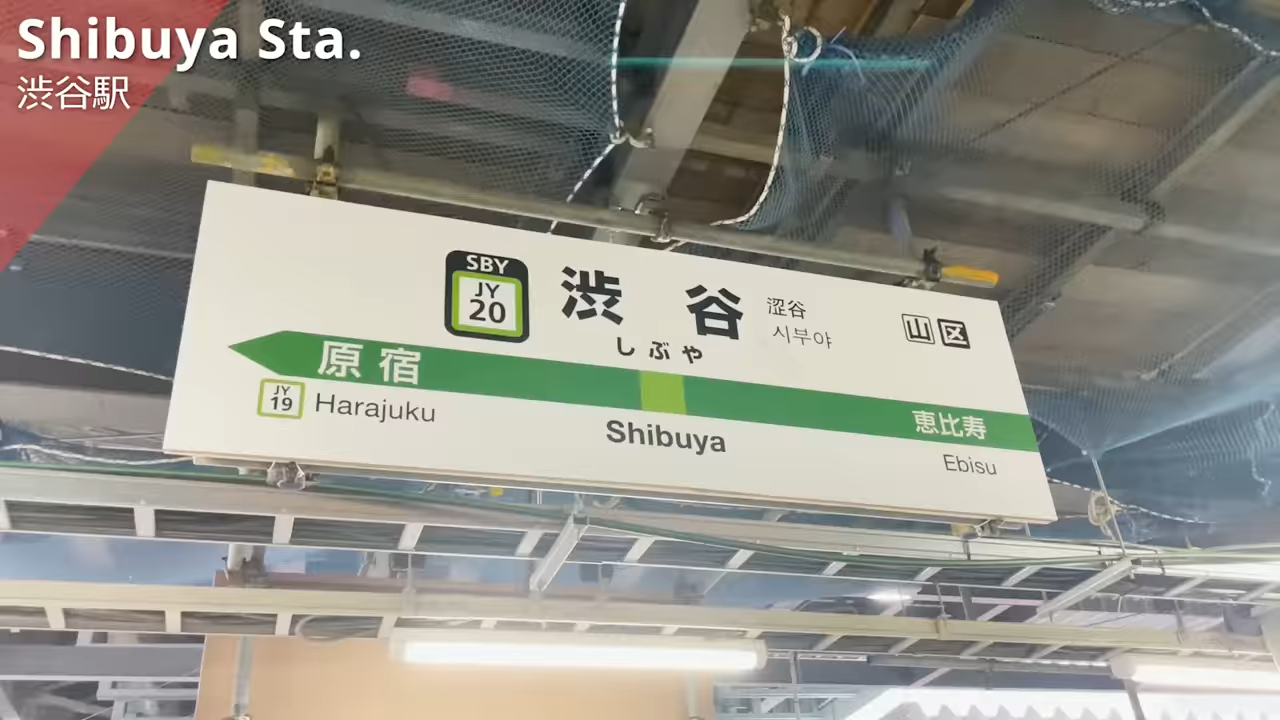 Shibuya Sta.
渋谷駅
SBY
JY
20
渋谷
涩谷
시부야
山 区
しぶや
原宿
恵比寿
JY
19
Harajuku
Shibuya
Ebisu